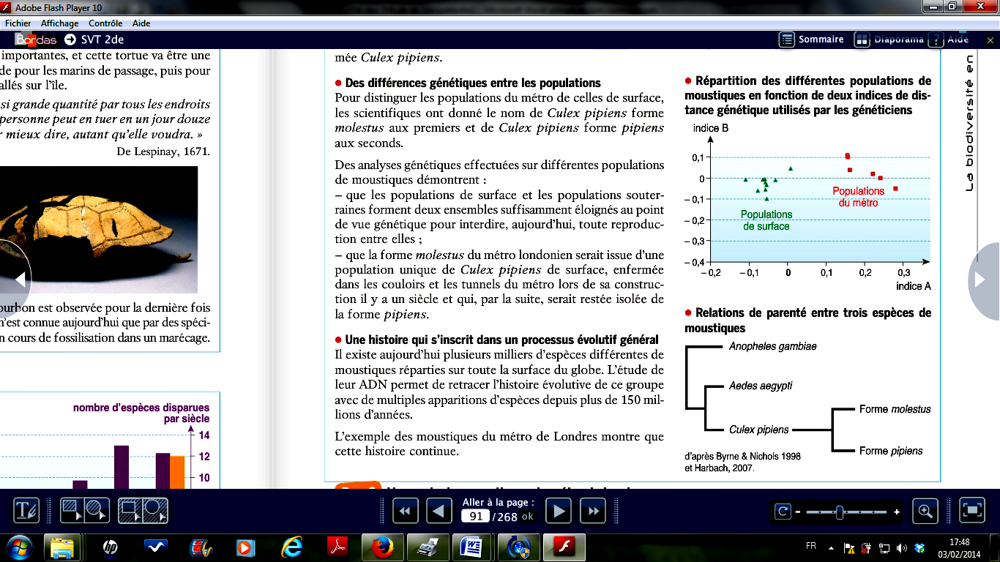 Adobe Flash Player 10
Fichier Affichage Contrôle Aide
Bordas SVT 2de
Sommaire Diaporama ? Aide
importantes, et cette tortue va être une
de pour les marins de passage, puis pour
allés sur l'île.
si grande quantité par tous les endroits
personne peut en tuer en un jour douze
r mieux dire, autant qu'elle voudra. »
De Lespinay, 1671.
ourbon est observée pour la dernière fois
n'est connue aujourd'hui que par des spéci-
n cours de fossilisation dans un marécage.
nombre d'espèces disparues
par siècle
14
12
10
mée Culex pipiens.
• Des différences génétiques entre les populations
Pour distinguer les populations du métro de celles de surface,
les scientifiques ont donné le nom de Culex pipiens forme
molestus aux premiers et de Culex pipiens forme pipiens
aux seconds.
Des analyses génétiques effectuées sur différentes populations
de moustiques démontrent :
– que les populations de surface et les populations souter-
raines forment deux ensembles suffisamment éloignés au point
de vue génétique pour interdire, aujourd'hui, toute reproduc-
tion entre elles ;
– que la forme molestus du métro londonien serait issue d'une
population unique de Culex pipiens de surface, enfermée
dans les couloirs et les tunnels du métro lors de sa construc-
tion il y a un siècle et qui, par la suite, serait restée isolée de
la forme pipiens.
• Une histoire qui s'inscrit dans un processus évolutif général
Il existe aujourd'hui plusieurs milliers d'espèces différentes de
moustiques réparties sur toute la surface du globe. L'étude de
leur ADN permet de retracer l'histoire évolutive de ce groupe
avec de multiples apparitions d'espèces depuis plus de 150 mil-
lions d'années.
L'exemple des moustiques du métro de Londres montre que
cette histoire continue.
• Répartition des différentes populations de
moustiques en fonction de deux indices de dis-
tance génétique utilisés par les généticiens
indice B
0,1
0
– 0,1
– 0,2
– 0,3
– 0,4
Populations
du métro
Populations
de surface
– 0,2 – 0,1 0 0,1 0,2 0,3
indice A
• Relations de parenté entre trois espèces de
moustiques
Anopheles gambiae
Aedes aegypti
Culex pipiens
Forme molestus
Forme pipiens
d'après Byrne & Nichols 1998
et Harbach, 2007.
La biodiversité en
Aller à la page :
91 / 268 ok
FR
17:48
03/02/2014